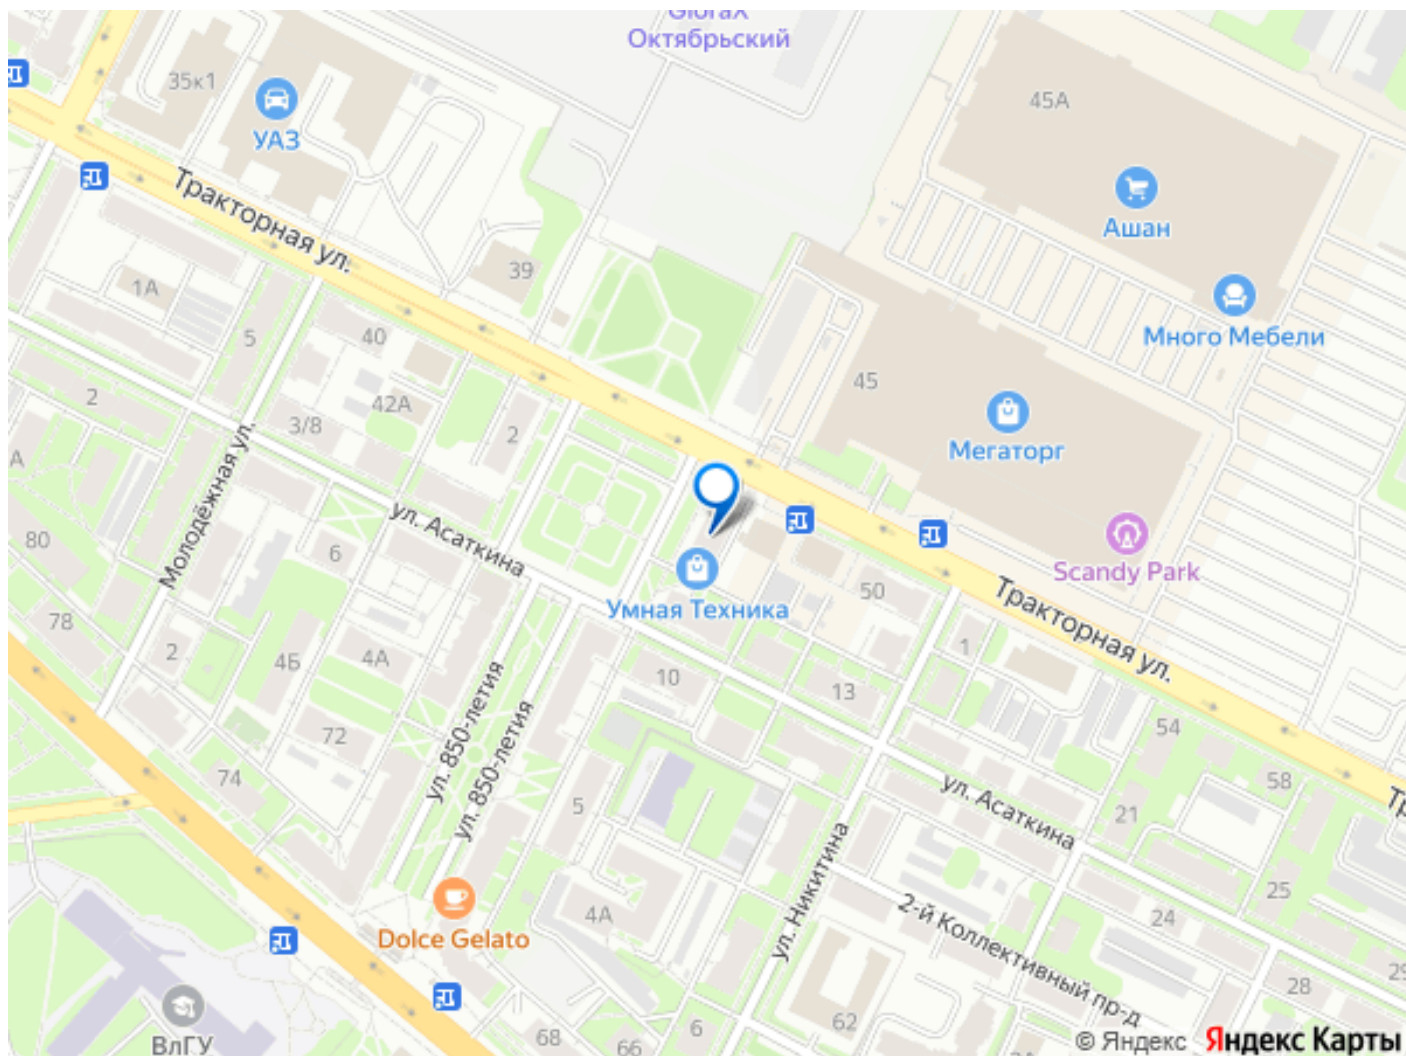 GloraX
Октябрьский
35к1
УАЗ
45А
Ашан
Тракторная ул.
39
1А
5
40
Много Мебели
45
2
42А
3/8
2
Мегаторг
А
Молодёжная ул.
ул. Асаткина
80
6
Scandy Park
Умная Техника
50
Тракторная ул.
78
2
4Б
4А
10
13
1
54
72
74
ул. 850-летия
ул. 850-летия
5
58
Тр
ул. Асаткина
21
ул. Никитина
25
4А
2-й Коллективный пр-д
24
Dolce Gelato
29
28
ВлГУ
68
66
6
62
© Яндекс Яндекс Карты